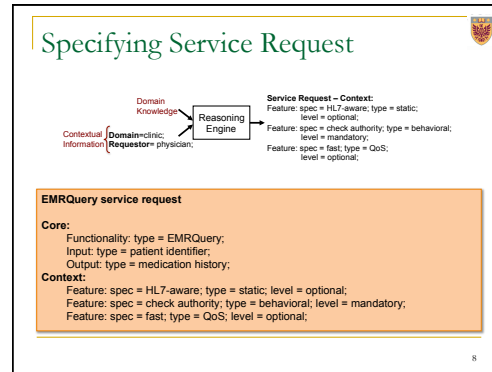 Specifying Service Request
Domain
Knowledge
Contextual
Information
Domain=clinic;
Requestor= physician;
Reasoning
Engine
Service Request – Context:
Feature: spec = HL7-aware; type = static;
level = optional;
Feature: spec = check authority; type = behavioral;
level = mandatory;
Feature: spec = fast; type = QoS;
level = optional;
EMRQuery service request
Core:
Functionality: type = EMRQuery;
Input: type = patient identifier;
Output: type = medication history;
Context:
Feature: spec = HL7-aware; type = static; level = optional;
Feature: spec = check authority; type = behavioral; level = mandatory;
Feature: spec = fast; type = QoS; level = optional;
8